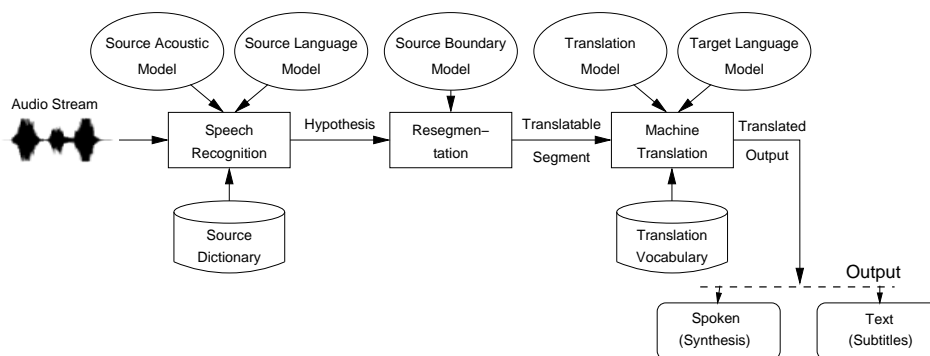 Source Acoustic
Model
Source Language
Model
Source Boundary
Model
Translation
Model
Target Language
Model
Audio Stream
Speech
Recognition
Hypothesis
Resegmen–
tation
Translatable
Segment
Machine
Translation
Translated
Output
Source
Dictionary
Translation
Vocabulary
Output
Spoken
(Synthesis)
Text
(Subtitles)